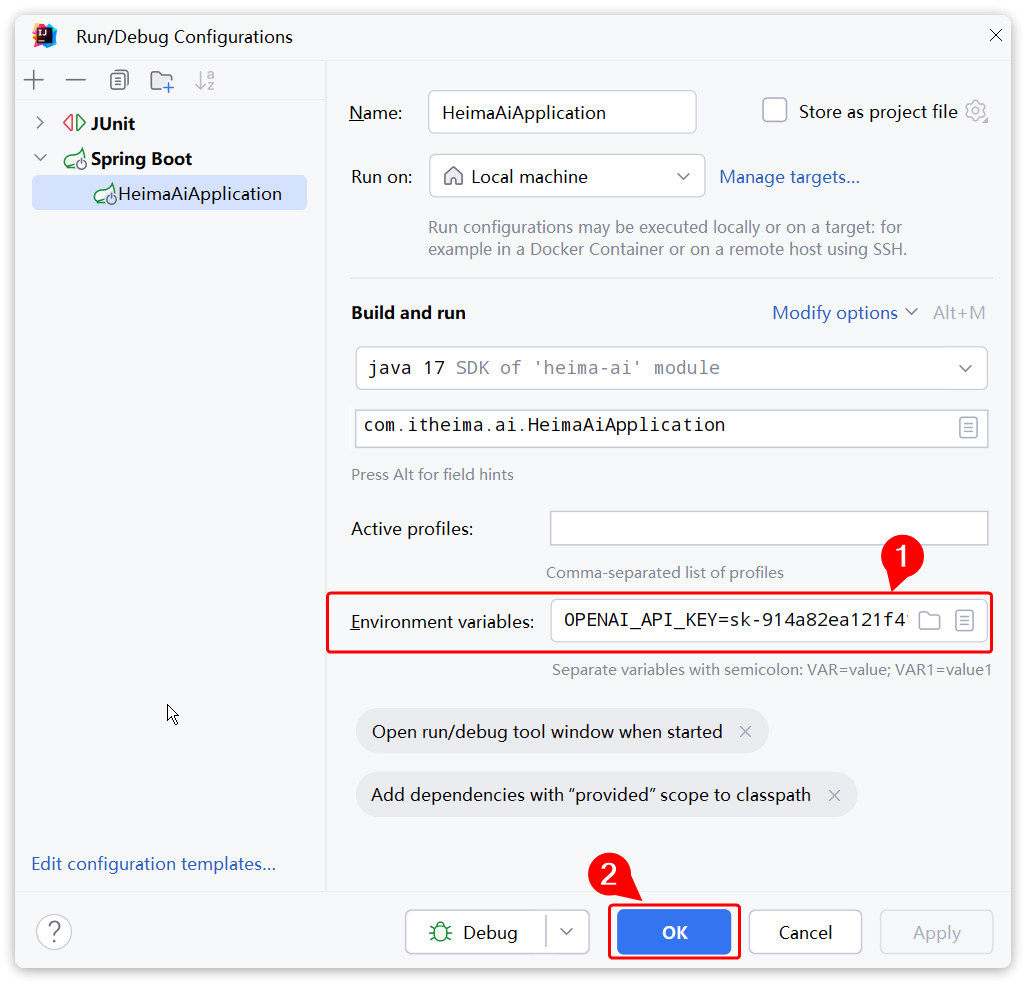 Run/Debug Configurations
JUnit
Spring Boot
HeimaAiApplication
Edit configuration templates...
Name:
HeimaAiApplication
Store as project file
Run on:
Local machine
Manage targets...
Run configurations may be executed locally or on a target: for
example in a Docker Container or on a remote host using SSH.
Build and run
Modify options
Alt+M
java 17 SDK of 'heima-ai' module
com.itheima.ai.HeimaAiApplication
Press Alt for field hints
Active profiles:
Comma-separated list of profiles
1
Environment variables:
OPENAI_API_KEY=sk-914a82ea121f4
Separate variables with semicolon: VAR=value; VAR1=value1
Open run/debug tool window when started
Add dependencies with “provided” scope to classpath
2
?
Debug
OK
Cancel
Apply